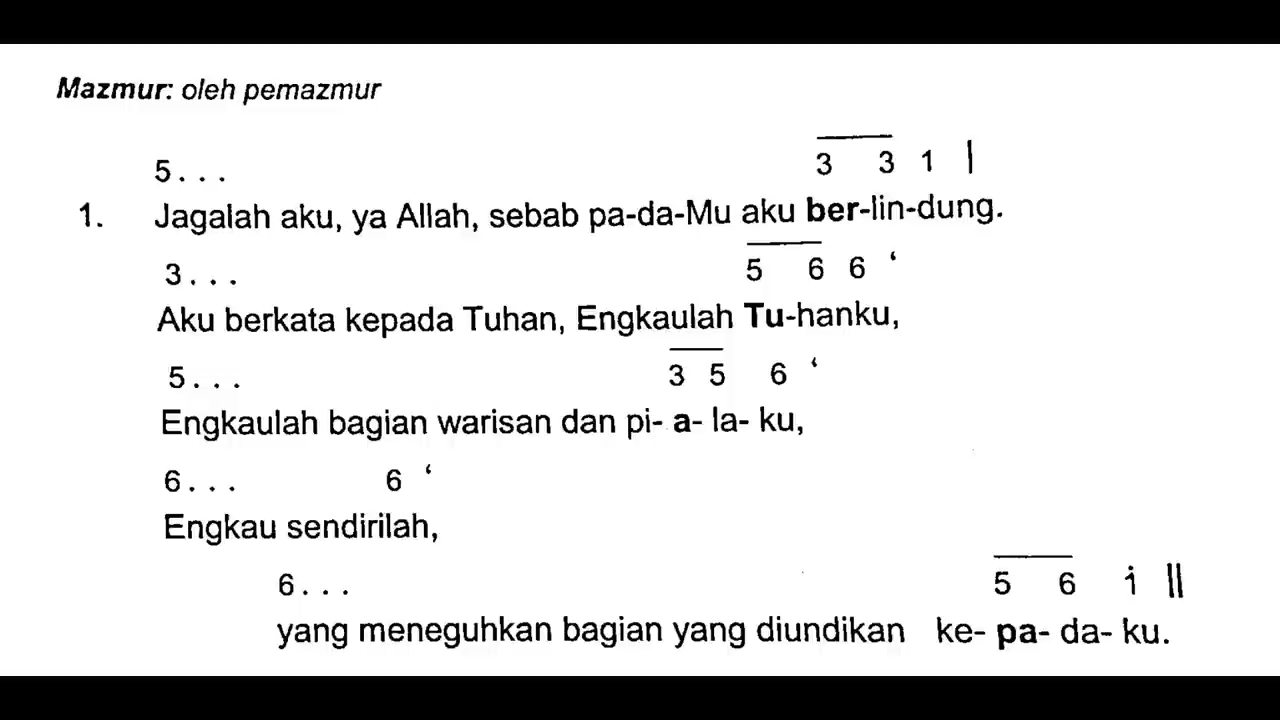 Mazmur: oleh pemazmur
5... 3 3 1 |
1. Jagalah aku, ya Allah, sebab pa-da-Mu aku ber-lin-dung.
3... 5 6 6 ‘
Aku berkata kepada Tuhan, Engkaulah Tu-hanku,
5... 3 5 6 ‘
Engkaulah bagian warisan dan pi- a- la- ku,
6... 6 ‘
Engkau sendirilah,
6... 5 6 1̇ ||
yang meneguhkan bagian yang diundikan ke- pa- da- ku.